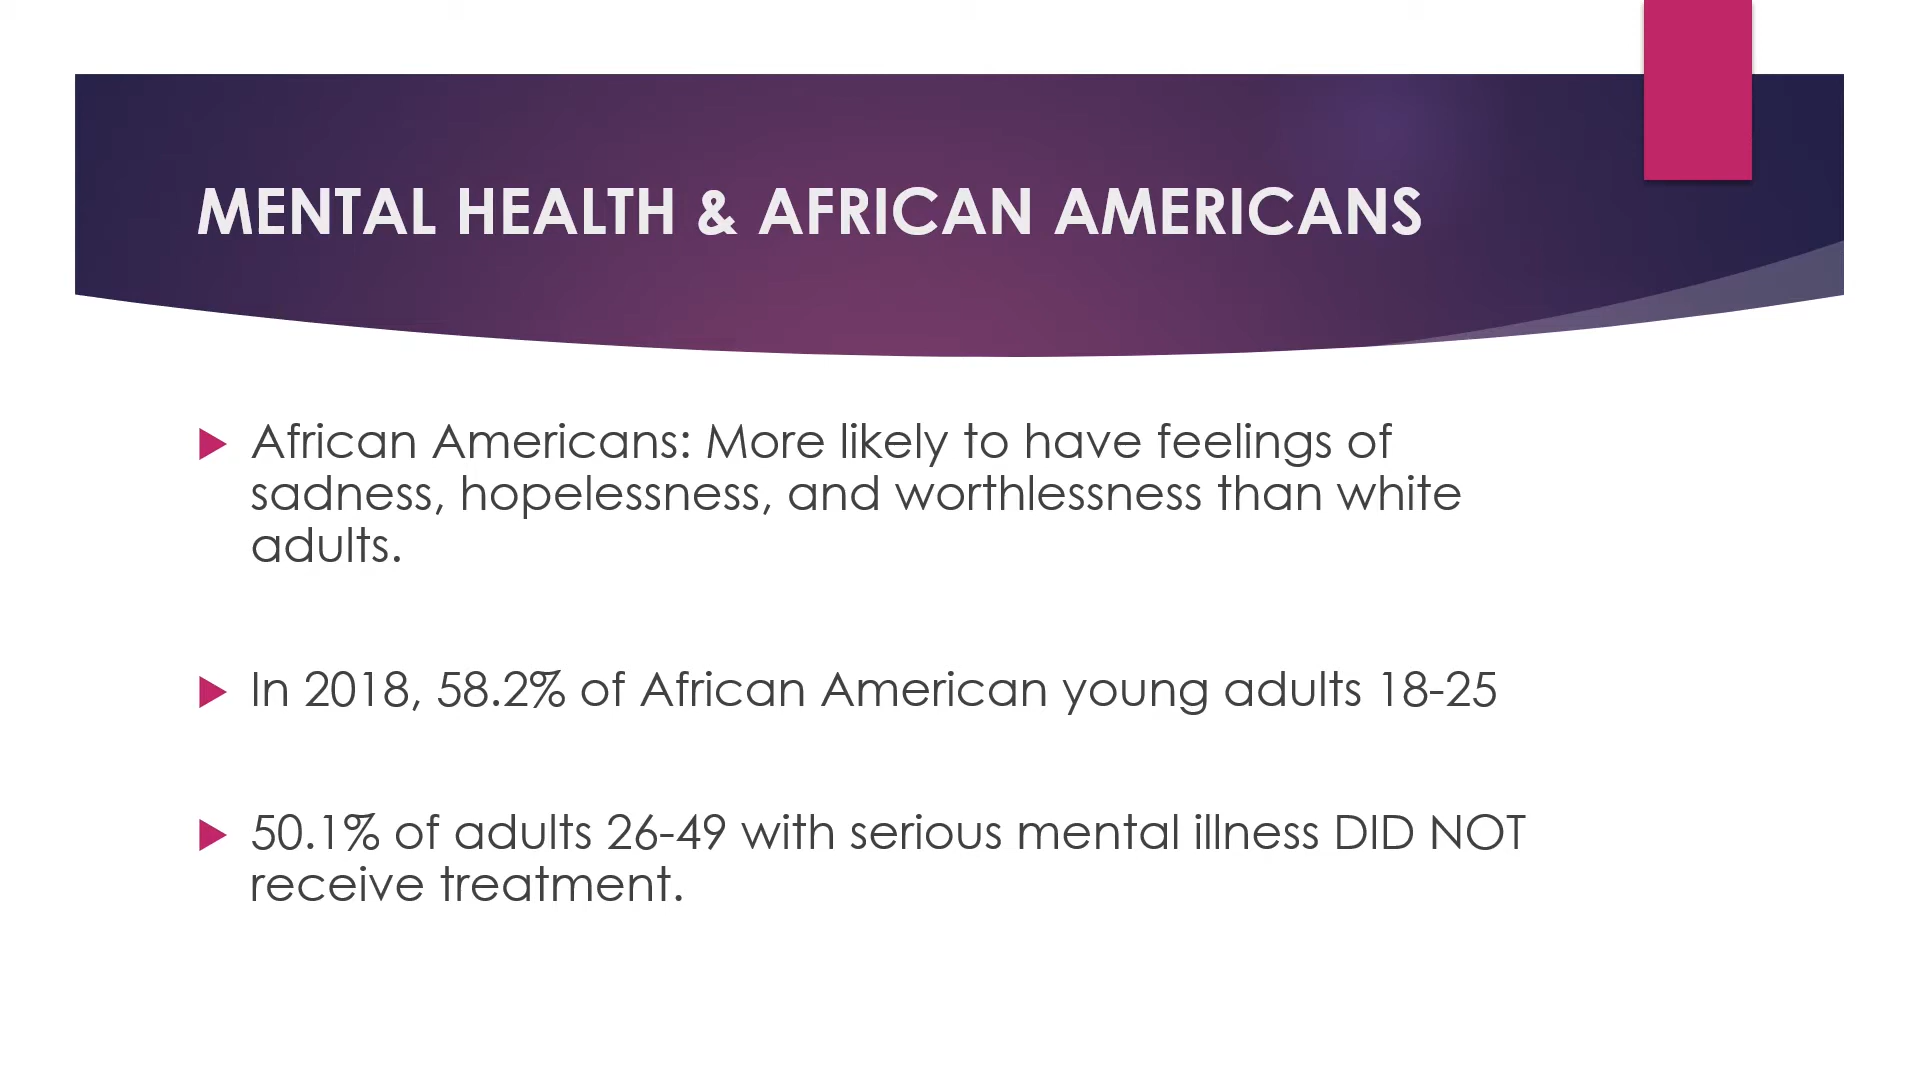 MENTAL HEALTH & AFRICAN AMERICANS
African Americans: More likely to have feelings of
sadness, hopelessness, and worthlessness than white
adults.
In 2018, 58.2% of African American young adults 18-25
50.1% of adults 26-49 with serious mental illness DID NOT
receive treatment.